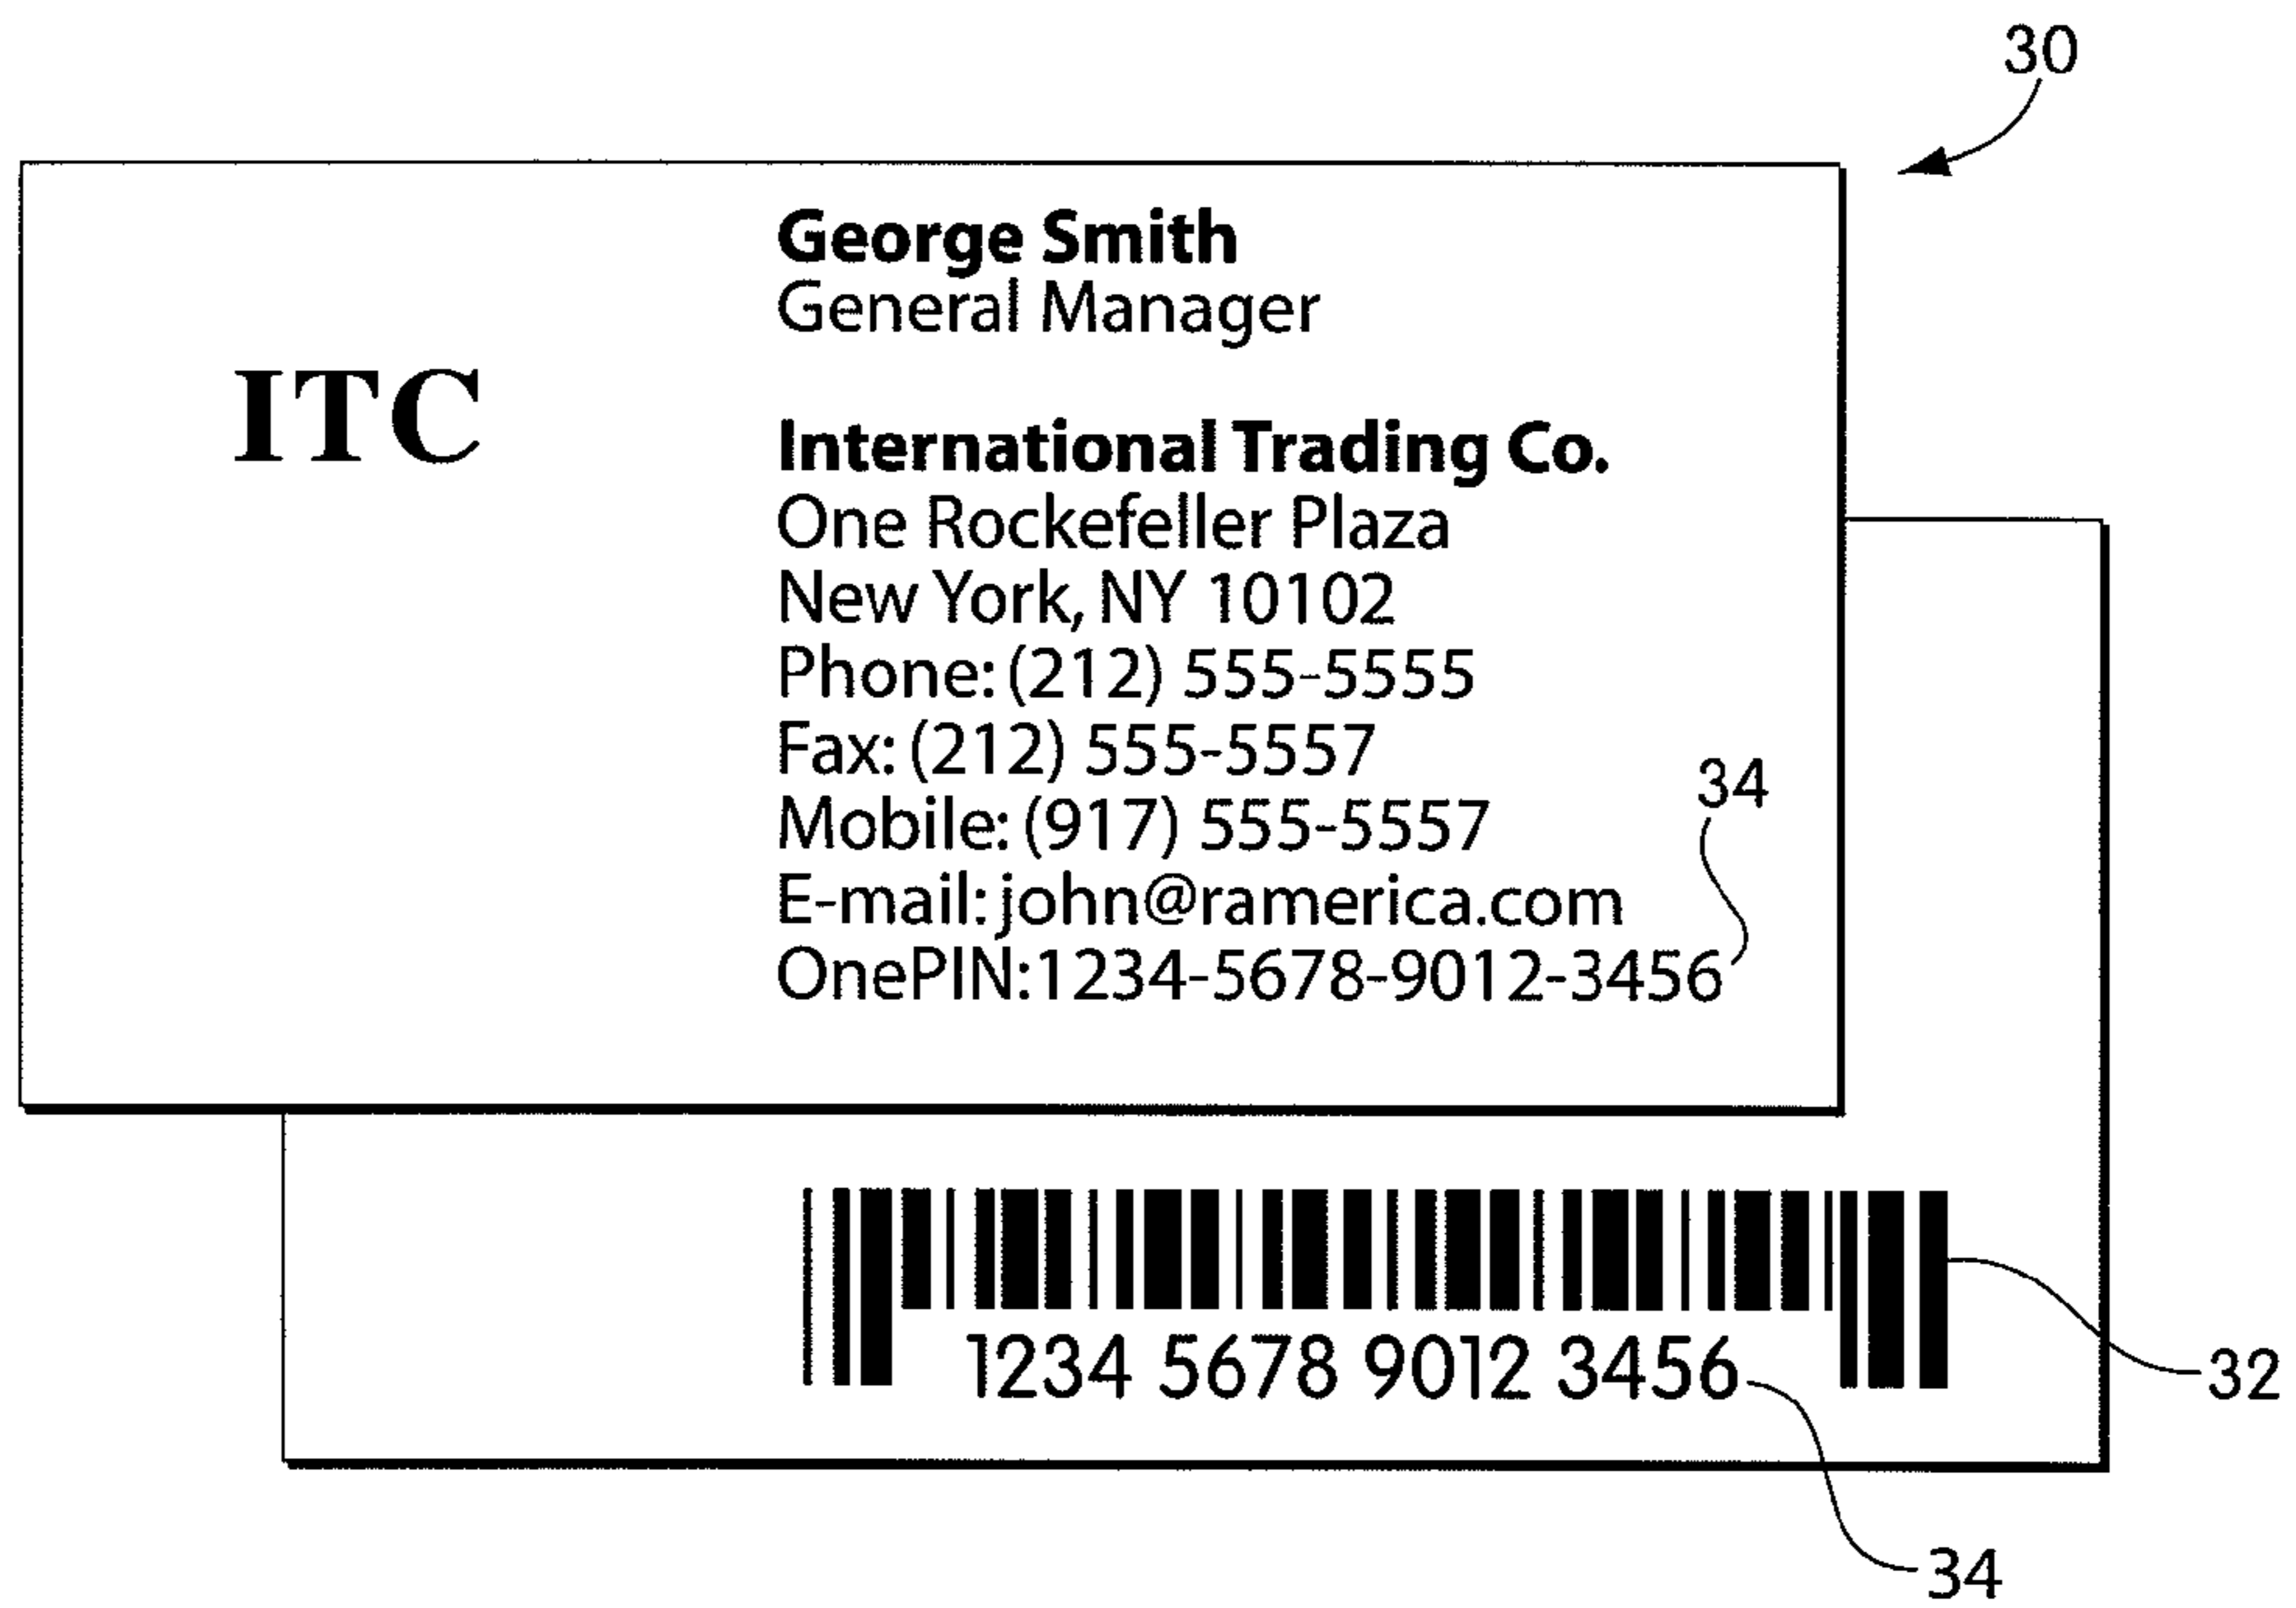 30
George Smith
General Manager
ITC
International Trading Co.
One Rockefeller Plaza
New York, NY 10102
Phone: (212) 555-5555
Fax: (212) 555-5557
Mobile: (917) 555-5557
34
E-mail: john@ramerica.com
OnePIN:1234-5678-9012-3456
1234 5678 9012 3456
32
34